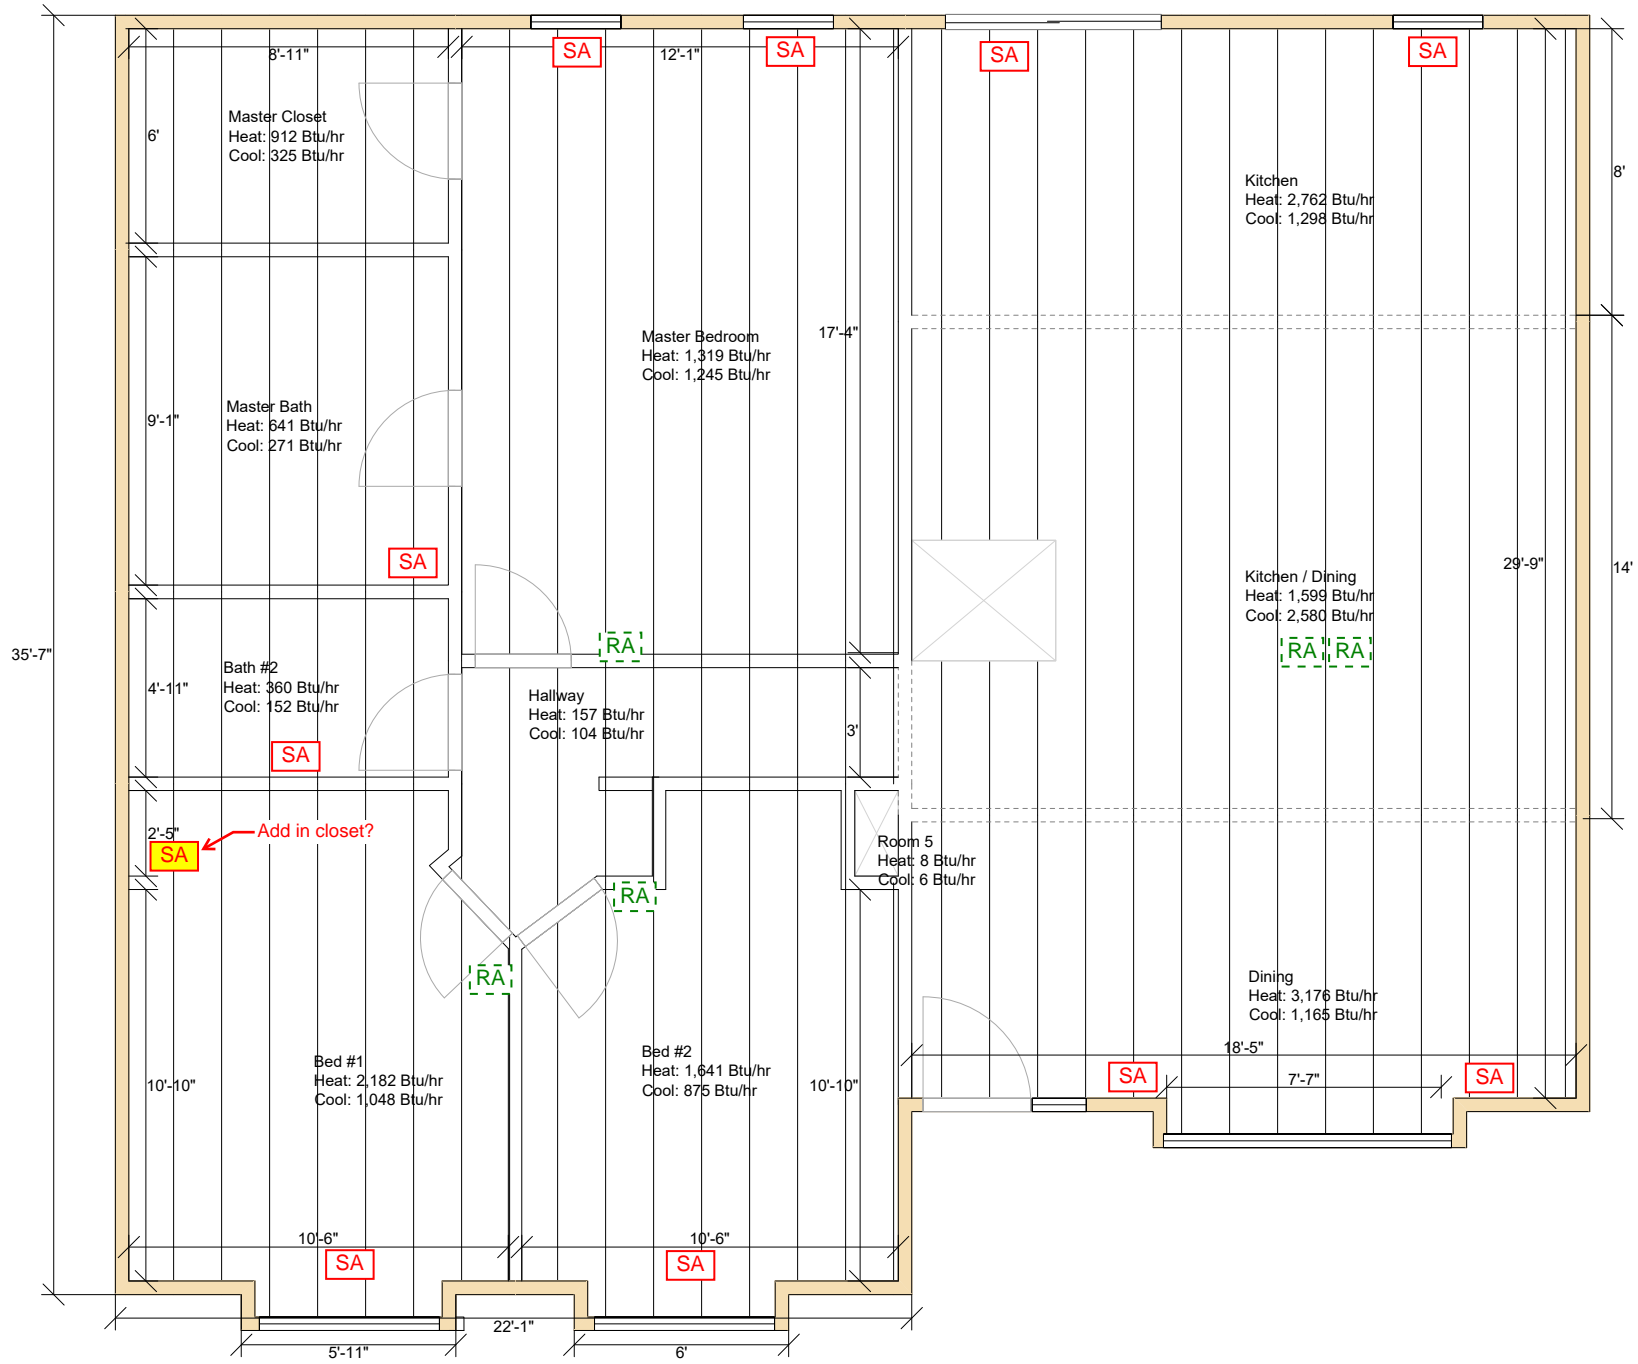 SA
SA
SA
SA
8'-11"
12'-1"
Master Closet
Heat: 912 Btu/hr
Cool: 325 Btu/hr
6'
8'
Kitchen
Heat: 2,762 Btu/hr
Cool: 1,298 Btu/hr
17'-4"
Master Bedroom
Heat: 1,319 Btu/hr
Cool: 1,245 Btu/hr
Master Bath
Heat: 641 Btu/hr
Cool: 271 Btu/hr
9'-1"
SA
29'-9"
14'
Kitchen / Dining
Heat: 1,599 Btu/hr
Cool: 2,580 Btu/hr
RA
RA
RA
35'-7"
Bath #2
Heat: 360 Btu/hr
Cool: 152 Btu/hr
4'-11"
Hallway
Heat: 157 Btu/hr
Cool: 104 Btu/hr
3'
SA
2'-5"
Add in closet?
SA
Room 5
Heat: 8 Btu/hr
Cool: 6 Btu/hr
RA
RA
Dining
Heat: 3,176 Btu/hr
Cool: 1,165 Btu/hr
18'-5"
Bed #1
Heat: 2,182 Btu/hr
Cool: 1,048 Btu/hr
Bed #2
Heat: 1,641 Btu/hr
Cool: 875 Btu/hr
10'-10"
10'-10"
SA
7'-7"
SA
10'-6"
10'-6"
SA
SA
22'-1"
5'-11"
6'